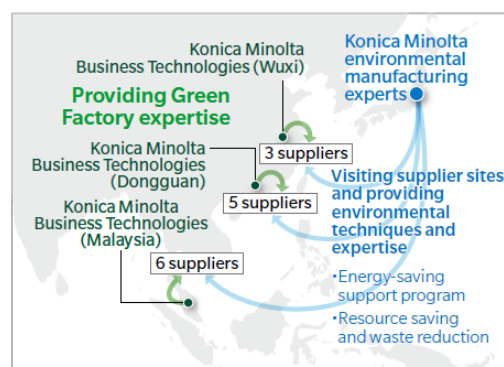 Konica Minolta
Business Technologies (Wuxi)
Konica Minolta
environmental
manufacturing
experts
Providing Green
Factory expertise
3 suppliers
Konica Minolta
Business Technologies
(Dongguan)
5 suppliers
Visiting supplier sites
and providing
environmental
techniques and
expertise
Konica Minolta
Business Technologies
(Malaysia)
6 suppliers
・Energy-saving
support program
・Resource saving
and waste reduction